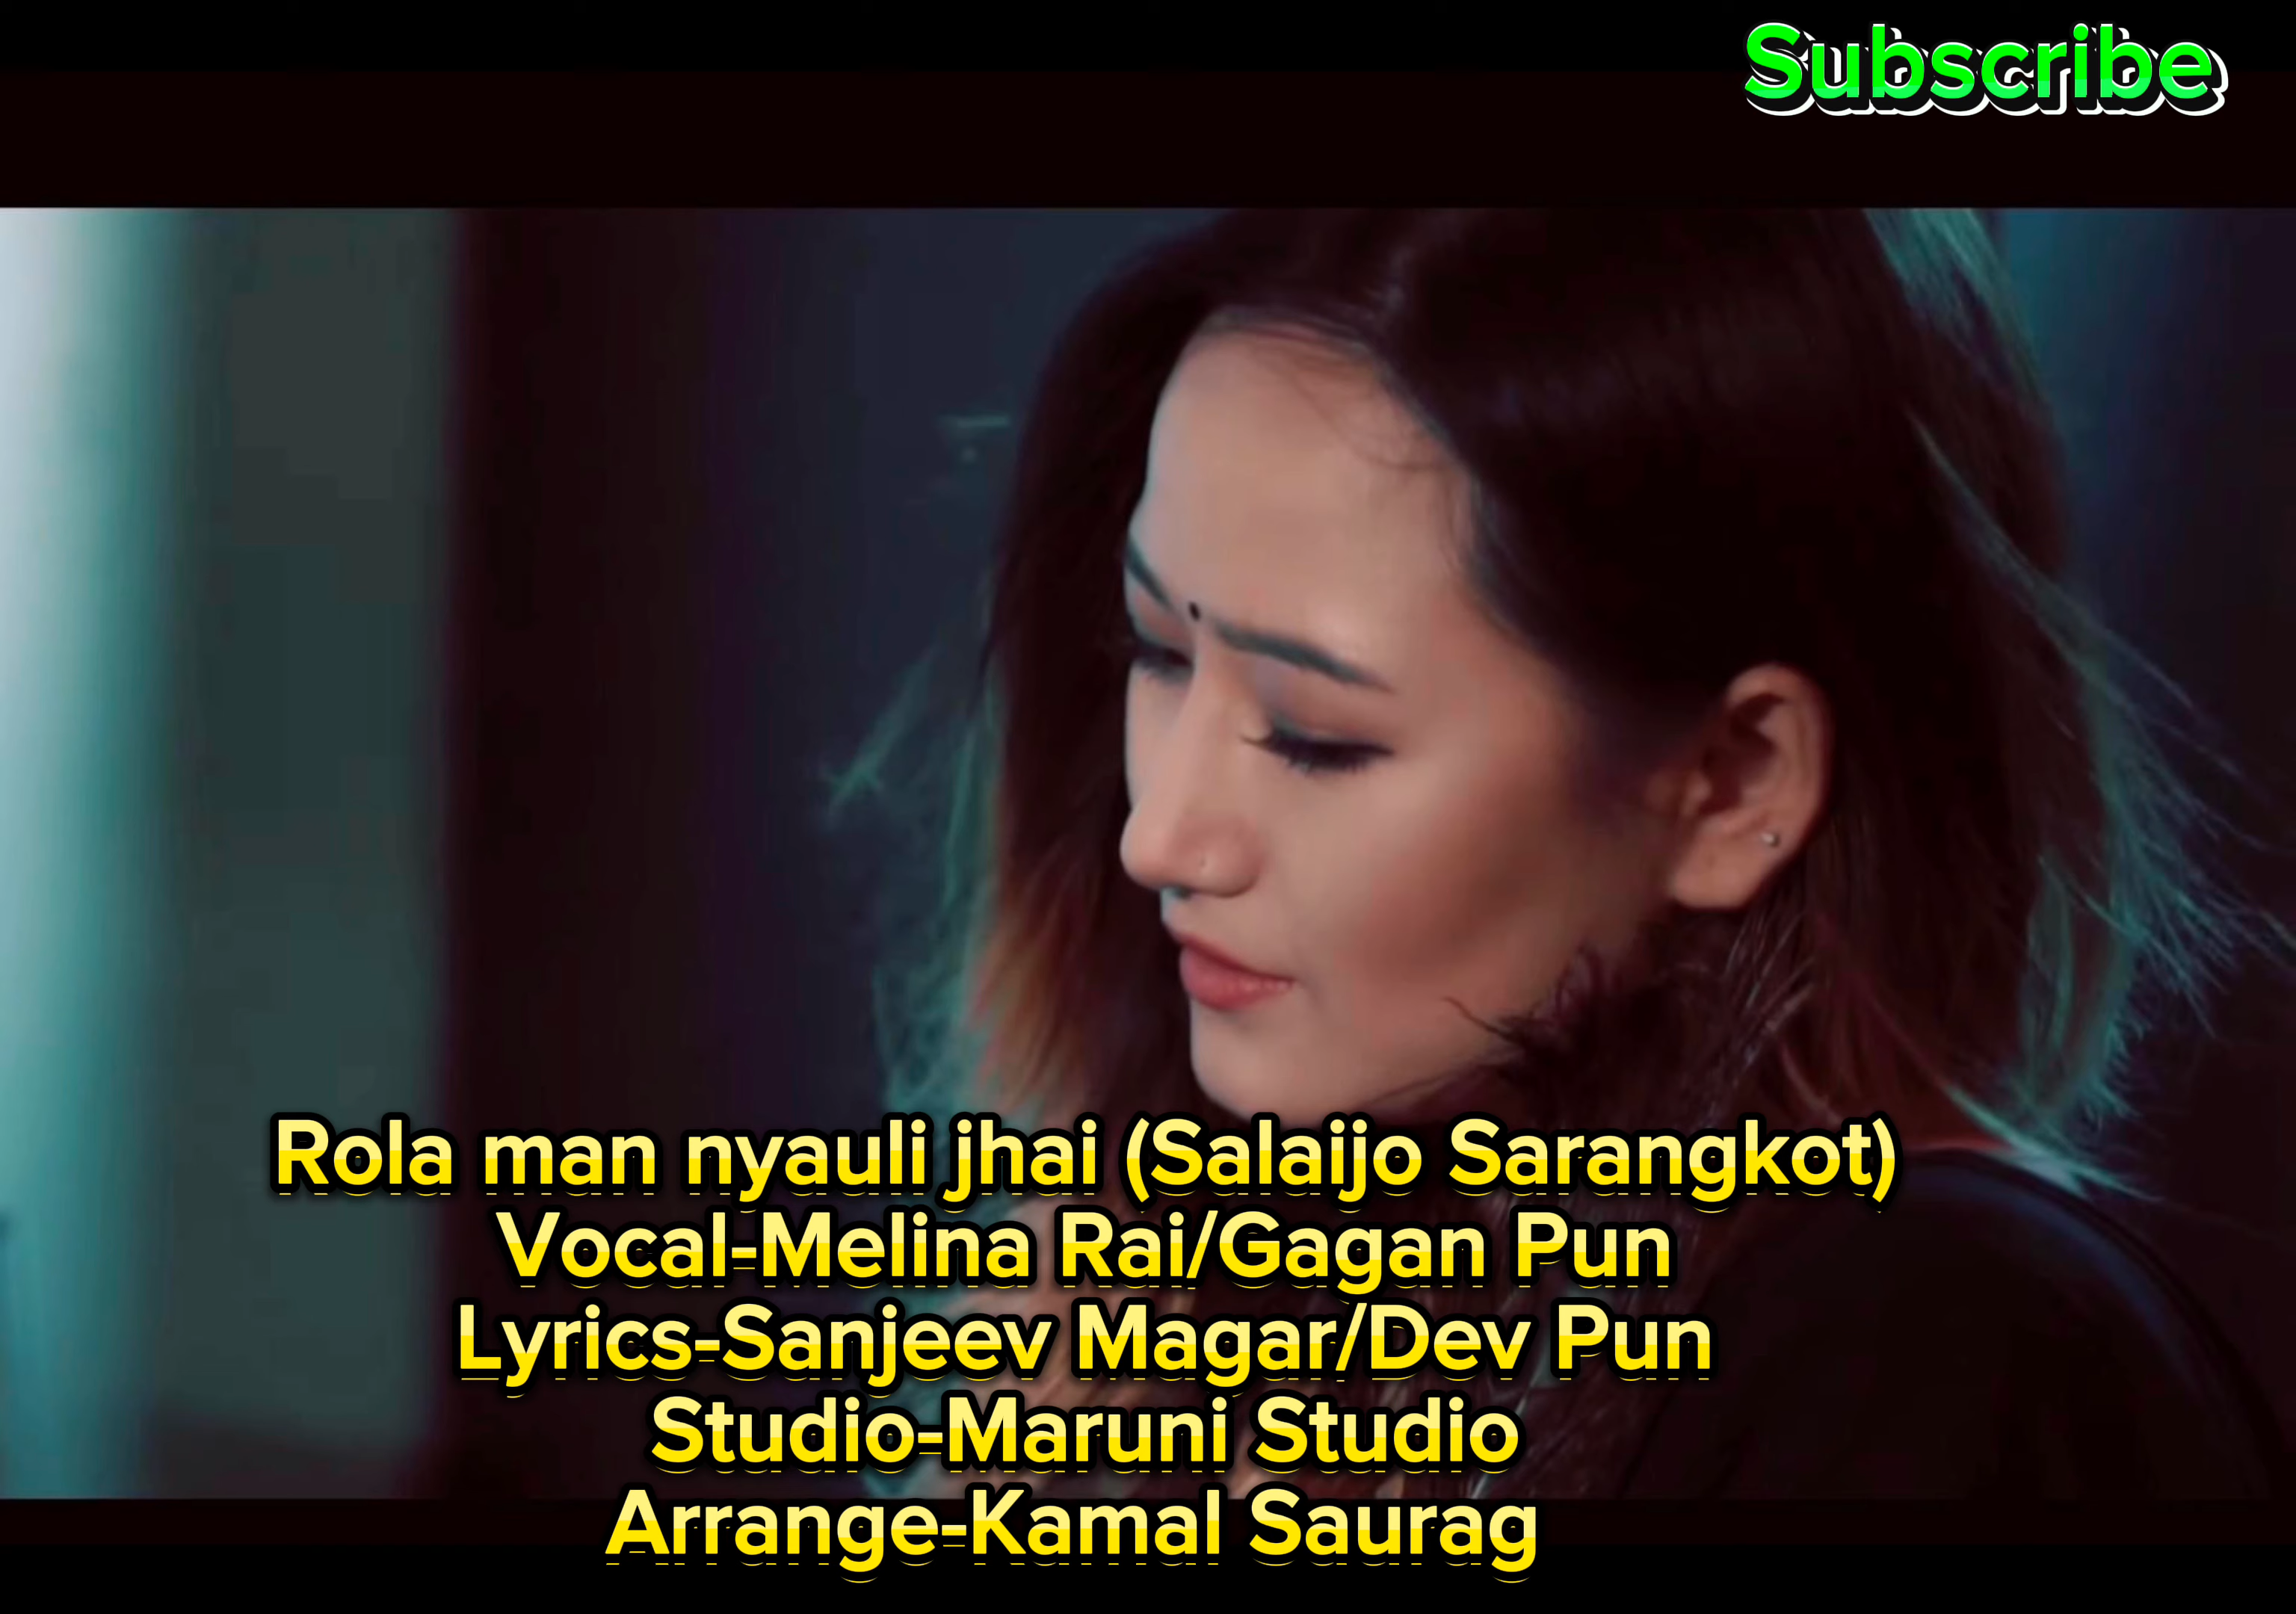 Subscribe
Rola man nyauli jhai (Salaijo Sarangkot)
Vocal-Melina Rai/Gagan Pun
Lyrics-Sanjeev Magar/Dev Pun
Studio-Maruni Studio
Arrange-Kamal Saurag